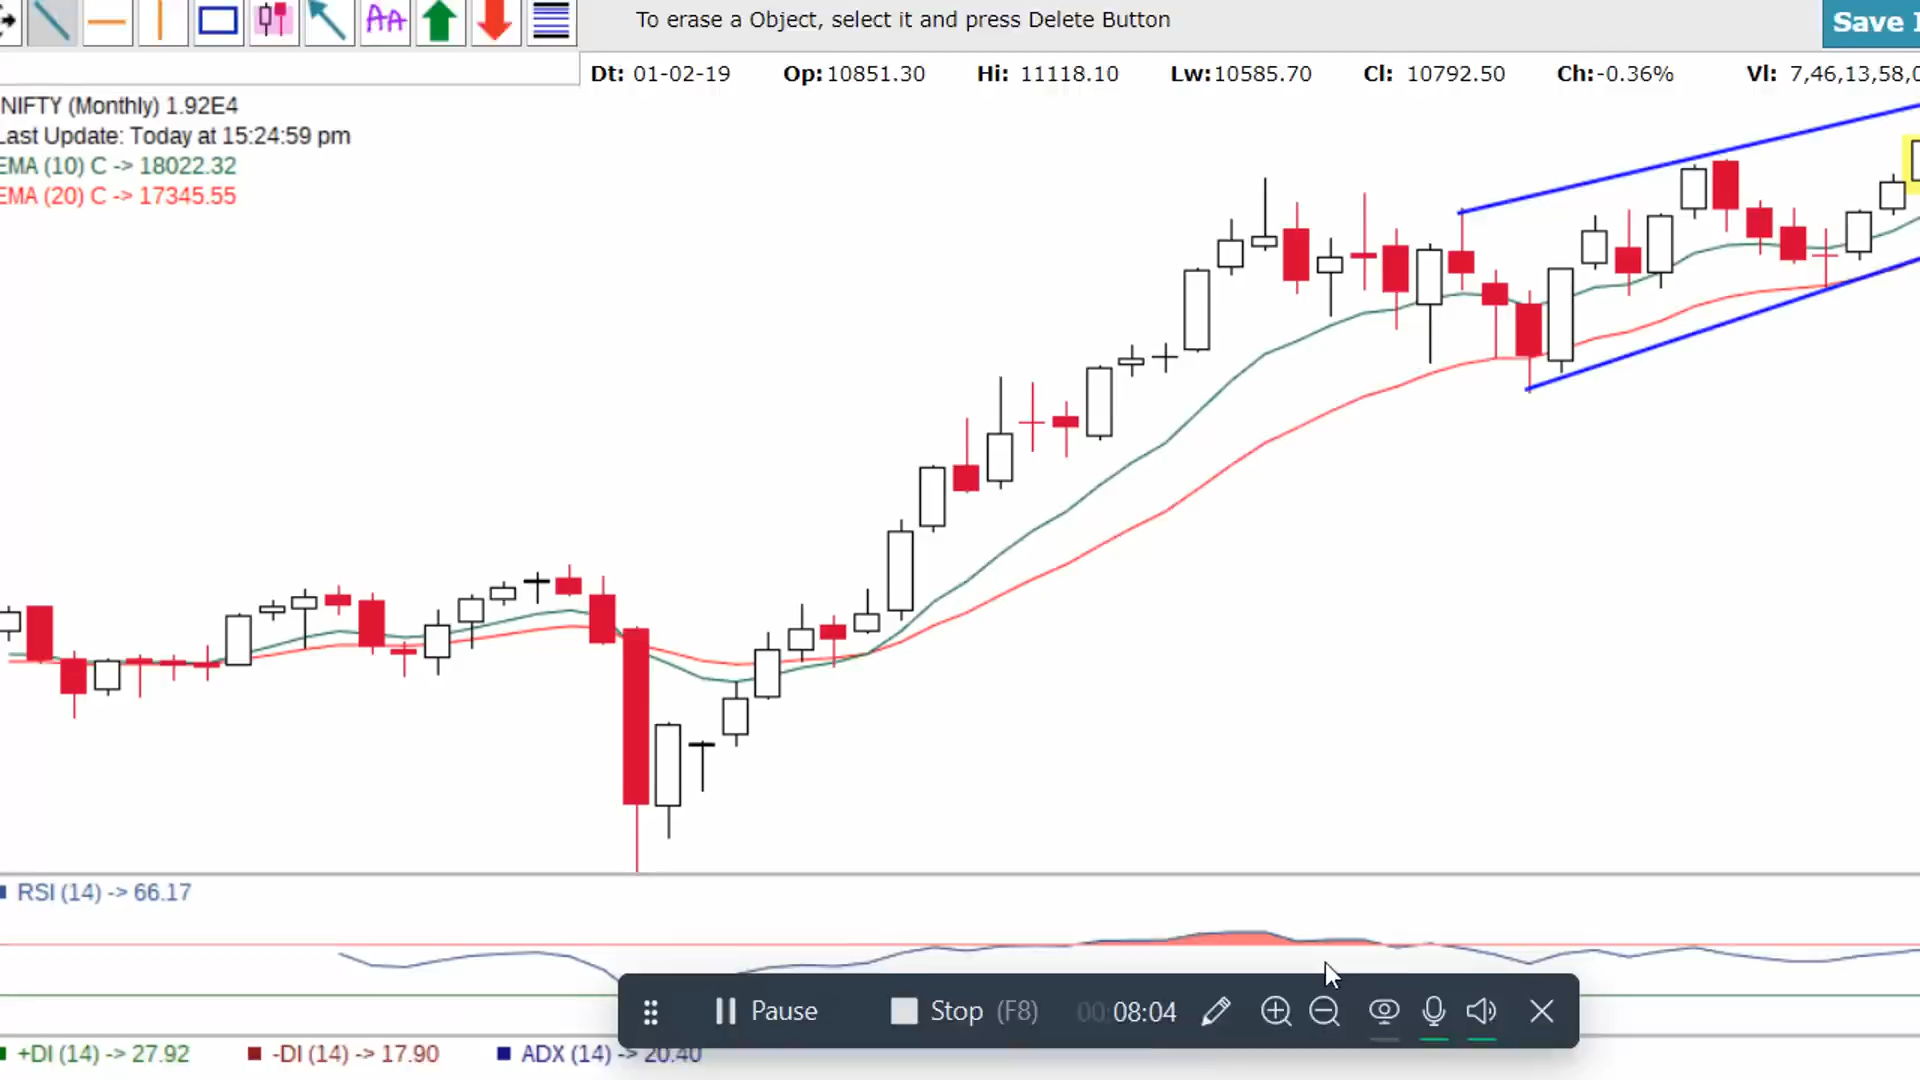 AA
To erase a Object, select it and press Delete Button
Save
Dt: 01-02-19 Op:10851.30 Hi: 11118.10 Lw:10585.70 Cl: 10792.50 Ch:-0.36% Vl: 7,46,13,58,0
NIFTY (Monthly) 1.92E4
Last Update: Today at 15:24:59 pm
EMA (10) C -> 18022.32
EMA (20) C -> 17345.55
RSI (14) -> 66.17
Pause Stop (F8) 00:08:04
+DI (14) -> 27.92 -DI (14) -> 17.90 ADX (14) -> 20.40